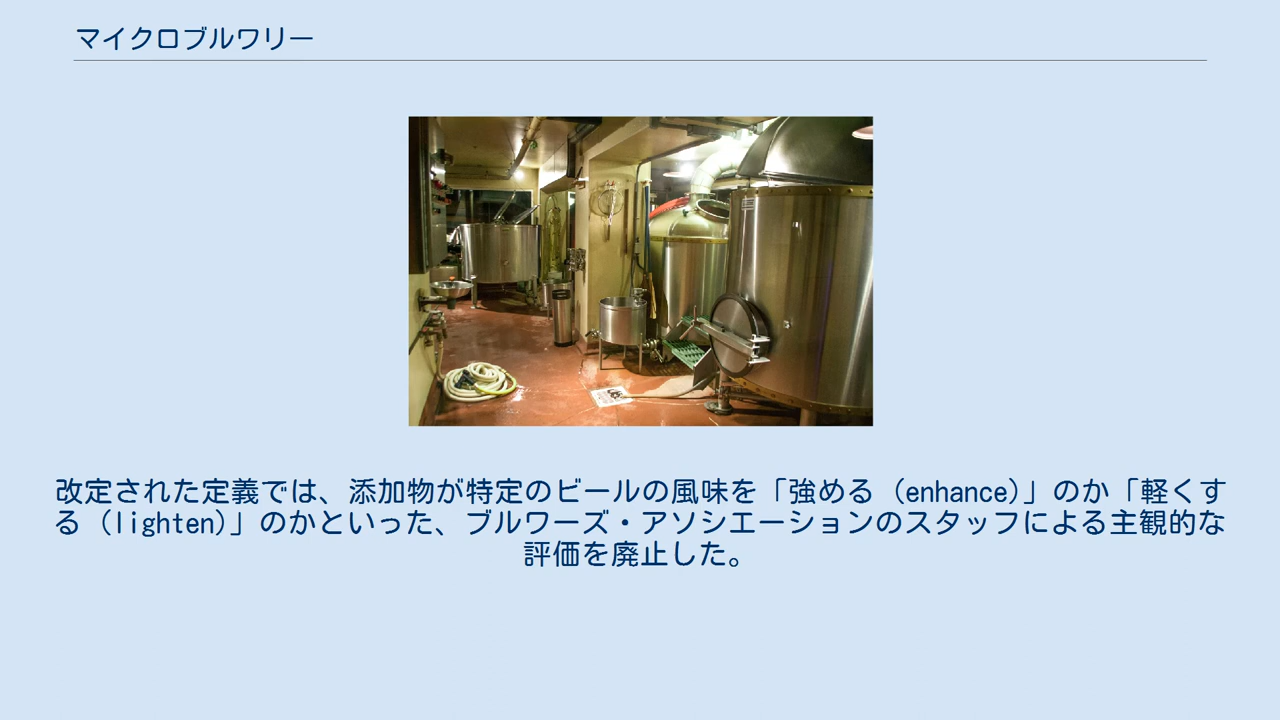 マイクロブルワリー
改定された定義では、添加物が特定のビールの風味を「強める（enhance)」のか「軽くす
る（lighten)」のかといった、ブルワーズ・アソシエーションのスタッフによる主観的な
評価を廃止した。